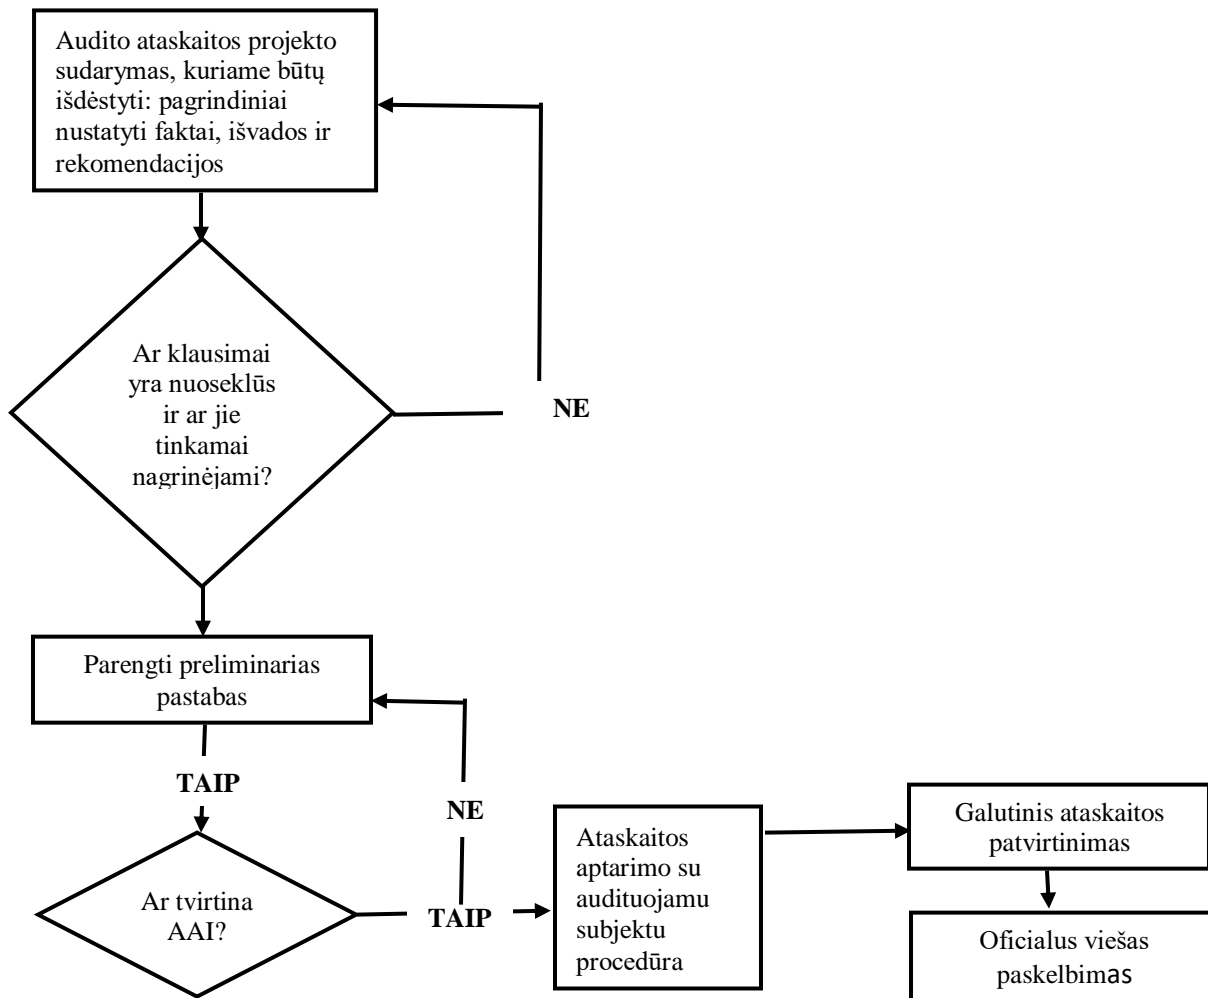 Audito ataskaitos projekto
sudarymas, kuriame būtų
išdėstyti: pagrindiniai
nustatyti faktai, išvados ir
rekomendacijos
Ar klausimai
yra nuoseklūs
ir ar jie
tinkamai
nagrinėjami?
NE
Parengti preliminarias
pastabas
TAIP
NE
Ar tvirtina
AAI?
TAIP
Ataskaitos
aptarimo su
audituojamu
subjektu
procedūra
Galutinis ataskaitos
patvirtinimas
Oficialus viešas
paskelbimas